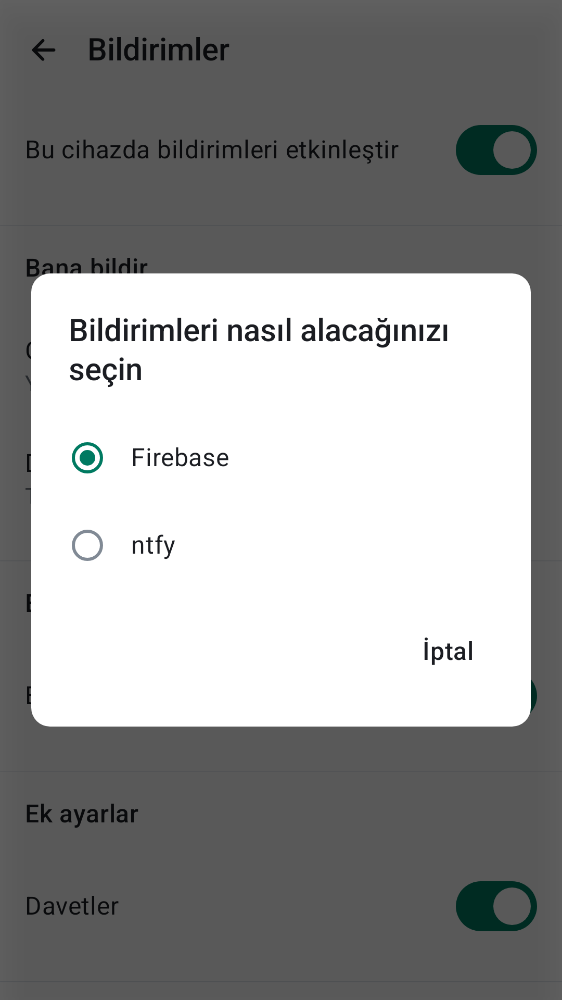 Bildirimler
Bu cihazda bildirimleri etkinleştir
Bana bildir
Bildirimleri nasıl alacağınızı
seçin
Firebase
ntfy
İptal
Ek ayarlar
Davetler